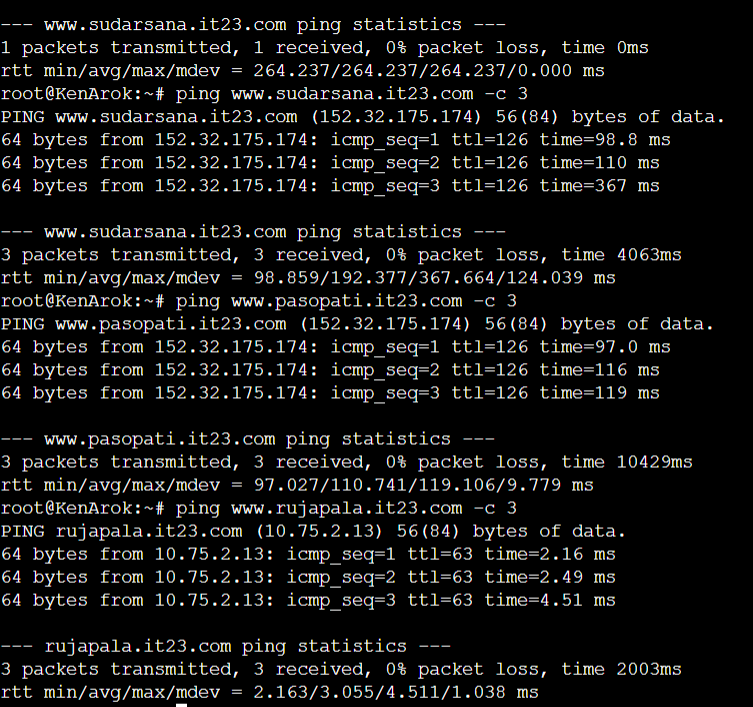 --- www.sudarsana.it23.com ping statistics ---
1 packets transmitted, 1 received, 0% packet loss, time 0ms
rtt min/avg/max/mdev = 264.237/264.237/264.237/0.000 ms
root@KenArok:~# ping www.sudarsana.it23.com -c 3
PING www.sudarsana.it23.com (152.32.175.174) 56(84) bytes of data.
64 bytes from 152.32.175.174: icmp_seq=1 ttl=126 time=98.8 ms
64 bytes from 152.32.175.174: icmp_seq=2 ttl=126 time=110 ms
64 bytes from 152.32.175.174: icmp_seq=3 ttl=126 time=367 ms

--- www.sudarsana.it23.com ping statistics ---
3 packets transmitted, 3 received, 0% packet loss, time 4063ms
rtt min/avg/max/mdev = 98.859/192.377/367.664/124.039 ms
root@KenArok:~# ping www.pasopati.it23.com -c 3
PING www.pasopati.it23.com (152.32.175.174) 56(84) bytes of data.
64 bytes from 152.32.175.174: icmp_seq=1 ttl=126 time=97.0 ms
64 bytes from 152.32.175.174: icmp_seq=2 ttl=126 time=116 ms
64 bytes from 152.32.175.174: icmp_seq=3 ttl=126 time=119 ms

--- www.pasopati.it23.com ping statistics ---
3 packets transmitted, 3 received, 0% packet loss, time 10429ms
rtt min/avg/max/mdev = 97.027/110.741/119.106/9.779 ms
root@KenArok:~# ping www.rujapala.it23.com -c 3
PING rujapala.it23.com (10.75.2.13) 56(84) bytes of data.
64 bytes from 10.75.2.13: icmp_seq=1 ttl=63 time=2.16 ms
64 bytes from 10.75.2.13: icmp_seq=2 ttl=63 time=2.49 ms
64 bytes from 10.75.2.13: icmp_seq=3 ttl=63 time=4.51 ms

--- rujapala.it23.com ping statistics ---
3 packets transmitted, 3 received, 0% packet loss, time 2003ms
rtt min/avg/max/mdev = 2.163/3.055/4.511/1.038 ms